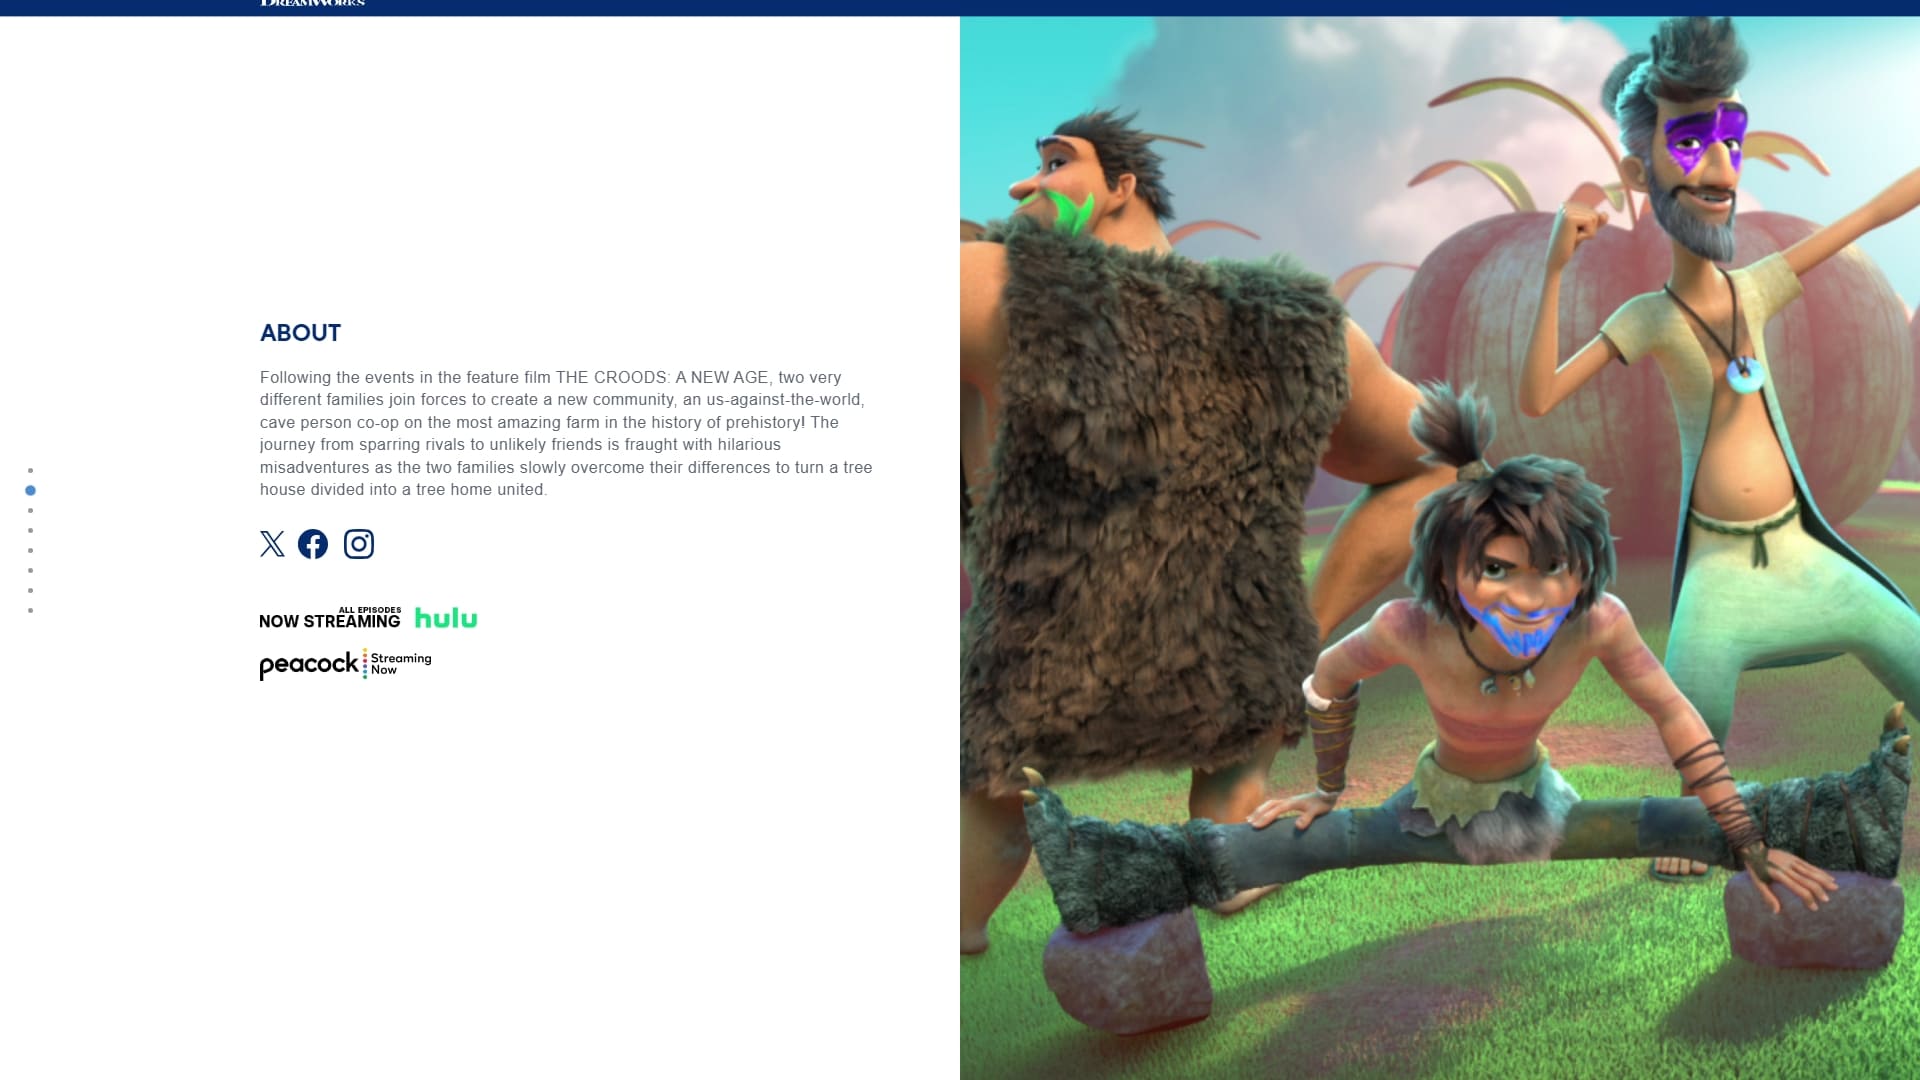 DREAMWORKS
ABOUT
Following the events in the feature film THE CROODS: A NEW AGE, two very
different families join forces to create a new community, an us-against-the-world,
cave person co-op on the most amazing farm in the history of prehistory! The
journey from sparring rivals to unlikely friends is fraught with hilarious
misadventures as the two families slowly overcome their differences to turn a tree
house divided into a tree home united.
ALL EPISODES
NOW STREAMING hulu
peacock Streaming
Now